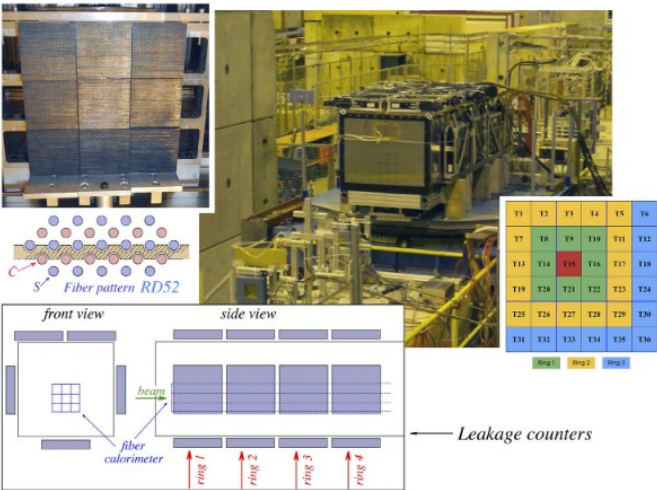 C
S
Fiber pattern RD52
T1 T2 T3 T4 T5 T6
T7 T8 T9 T10 T11 T12
T13 T14 T15 T16 T17 T18
T19 T20 T21 T22 T23 T24
T25 T26 T27 T28 T29 T30
T31 T32 T33 T34 T35 T36
Ring 1 Ring 2 Ring 3
front view
side view
beam
fiber
calorimeter
ring 1
ring 2
ring 3
ring 4
Leakage counters